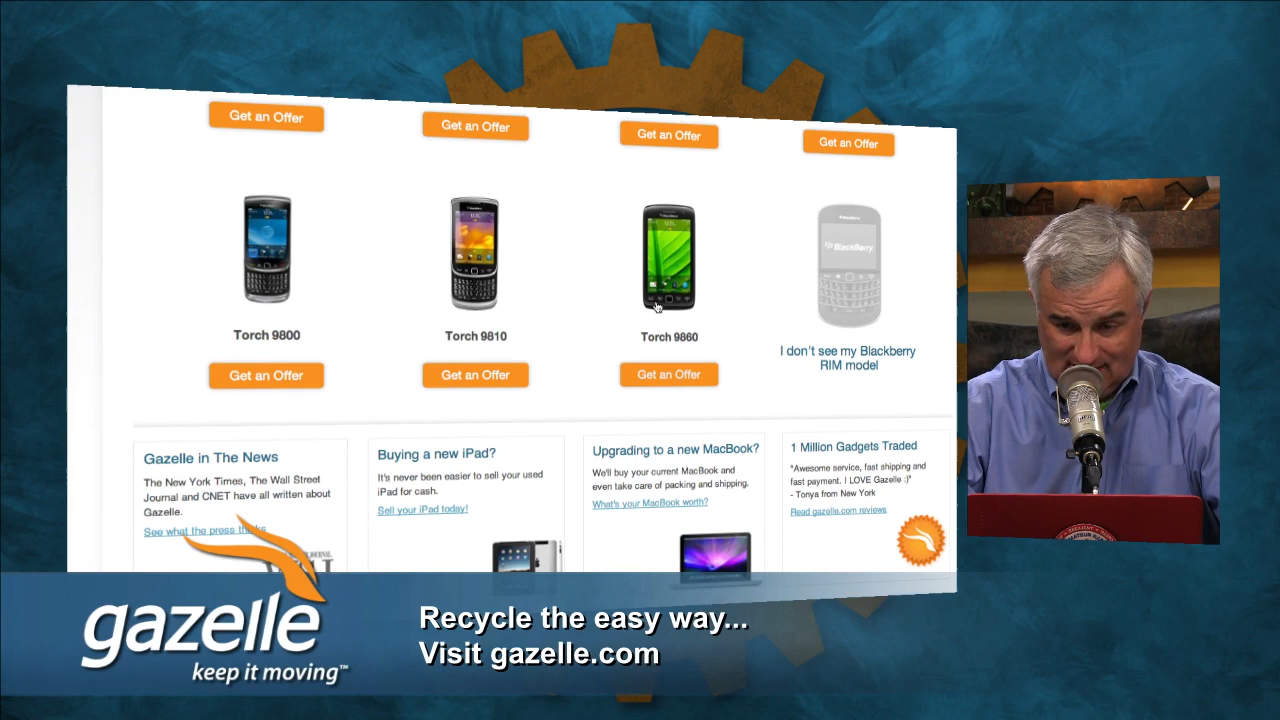 Get an Offer
Get an Offer
Get an Offer
Get an Offer
Torch 9800
Torch 9810
Torch 9860
BlackBerry
I don't see my Blackberry
RIM model
Get an Offer
Get an Offer
Get an Offer
Gazelle in The News
The New York Times, The Wall Street
Journal and CNET have all written about
Gazelle.
See what the press thinks
Buying a new iPad?
It's never been easier to sell your used
iPad for cash.
Sell your iPad today!
Upgrading to a new MacBook?
We'll buy your current MacBook and
even take care of packing and shipping.
What's your MacBook worth?
1 Million Gadgets Traded
"Awesome service, fast shipping and
fast payment. I LOVE Gazelle :)"
- Tonya from New York
Read gazelle.com reviews
gazelle
keep it moving™
Recycle the easy way...
Visit gazelle.com